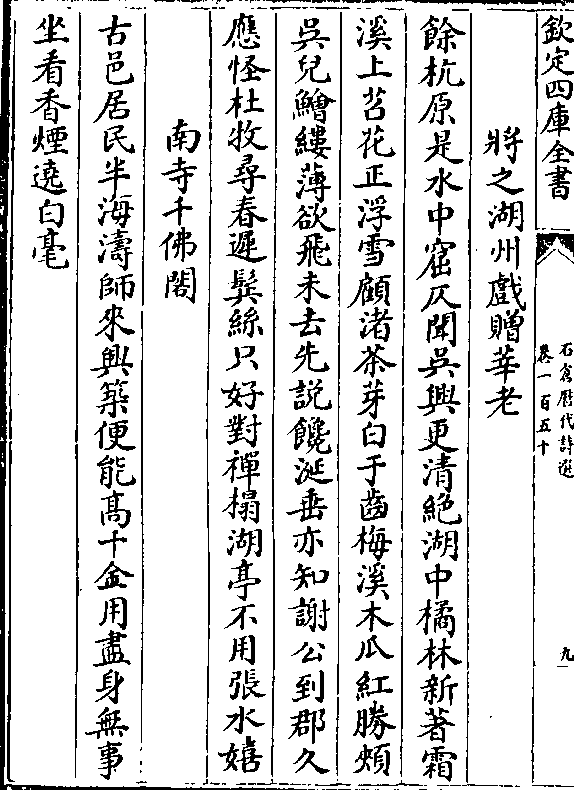 欽定四庫全書
石倉歷代詩選
卷一百五十
九
將之湖州戲贈莘老
餘杭原是水中窟仄聞吳興更清絶湖中橘林新著霜
溪上苕花正浮雪顧渚茶芽白于齒梅溪木瓜紅勝頰
吳兒鱠縷薄欲飛未去先說饞涎垂亦知謝公到郡久
應怪杜牧尋春遲鬢絲只好對禪榻湖亭不用張水嬉
南寺千佛閣
古邑居民半海濤師來興築便能高千金用盡身無事
坐看香煙遶白毫